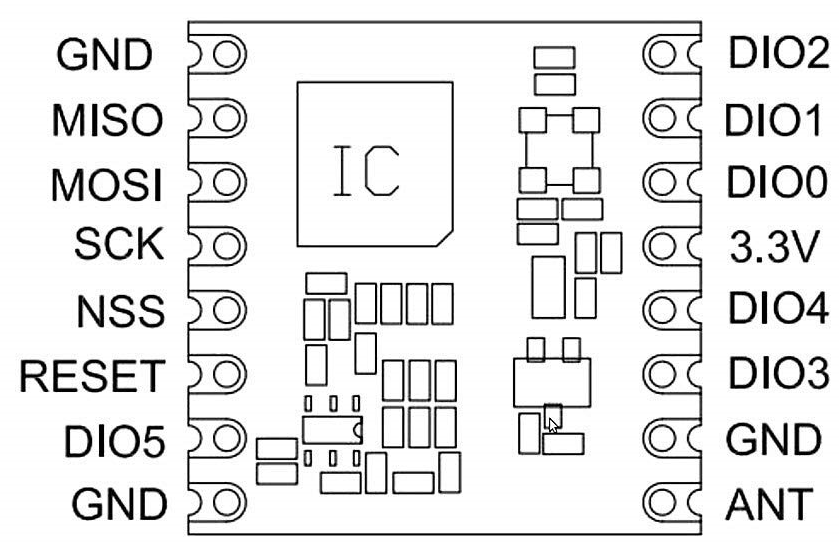 GND
MISO
MOSI
SCK
NSS
RESET
DIO5
GND
IC
DIO2
DIO1
DIO0
3.3V
DIO4
DIO3
GND
ANT